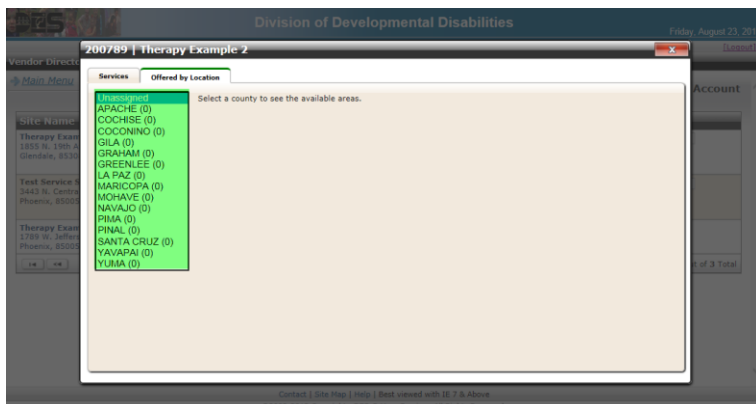 Division of Developmental Disabilities
Friday, August 23, 201
[Logout]
Vendor Directo
200789 | Therapy Example 2
x
Main Menu
Account
Services
Offered by Location
Unassigned
Select a county to see the available areas.
APACHE (0)
COCHISE (0)
COCONINO (0)
GILA (0)
GRAHAM (0)
GREENLEE (0)
LA PAZ (0)
MARICOPA (0)
MOHAVE (0)
NAVAJO (0)
PIMA (0)
PINAL (0)
SANTA CRUZ (0)
YAVAPAI (0)
YUMA (0)
Site Name
Therapy Exam
1855 N. 19th A
Glendale, 8530
Test Service S
3443 N. Centra
Phoenix, 85005
Therapy Exam
1789 W. Jeffers
Phoenix, 85005
ut of 3 Total
Contact | Site Map | Help | Best viewed with IE 7 & Above